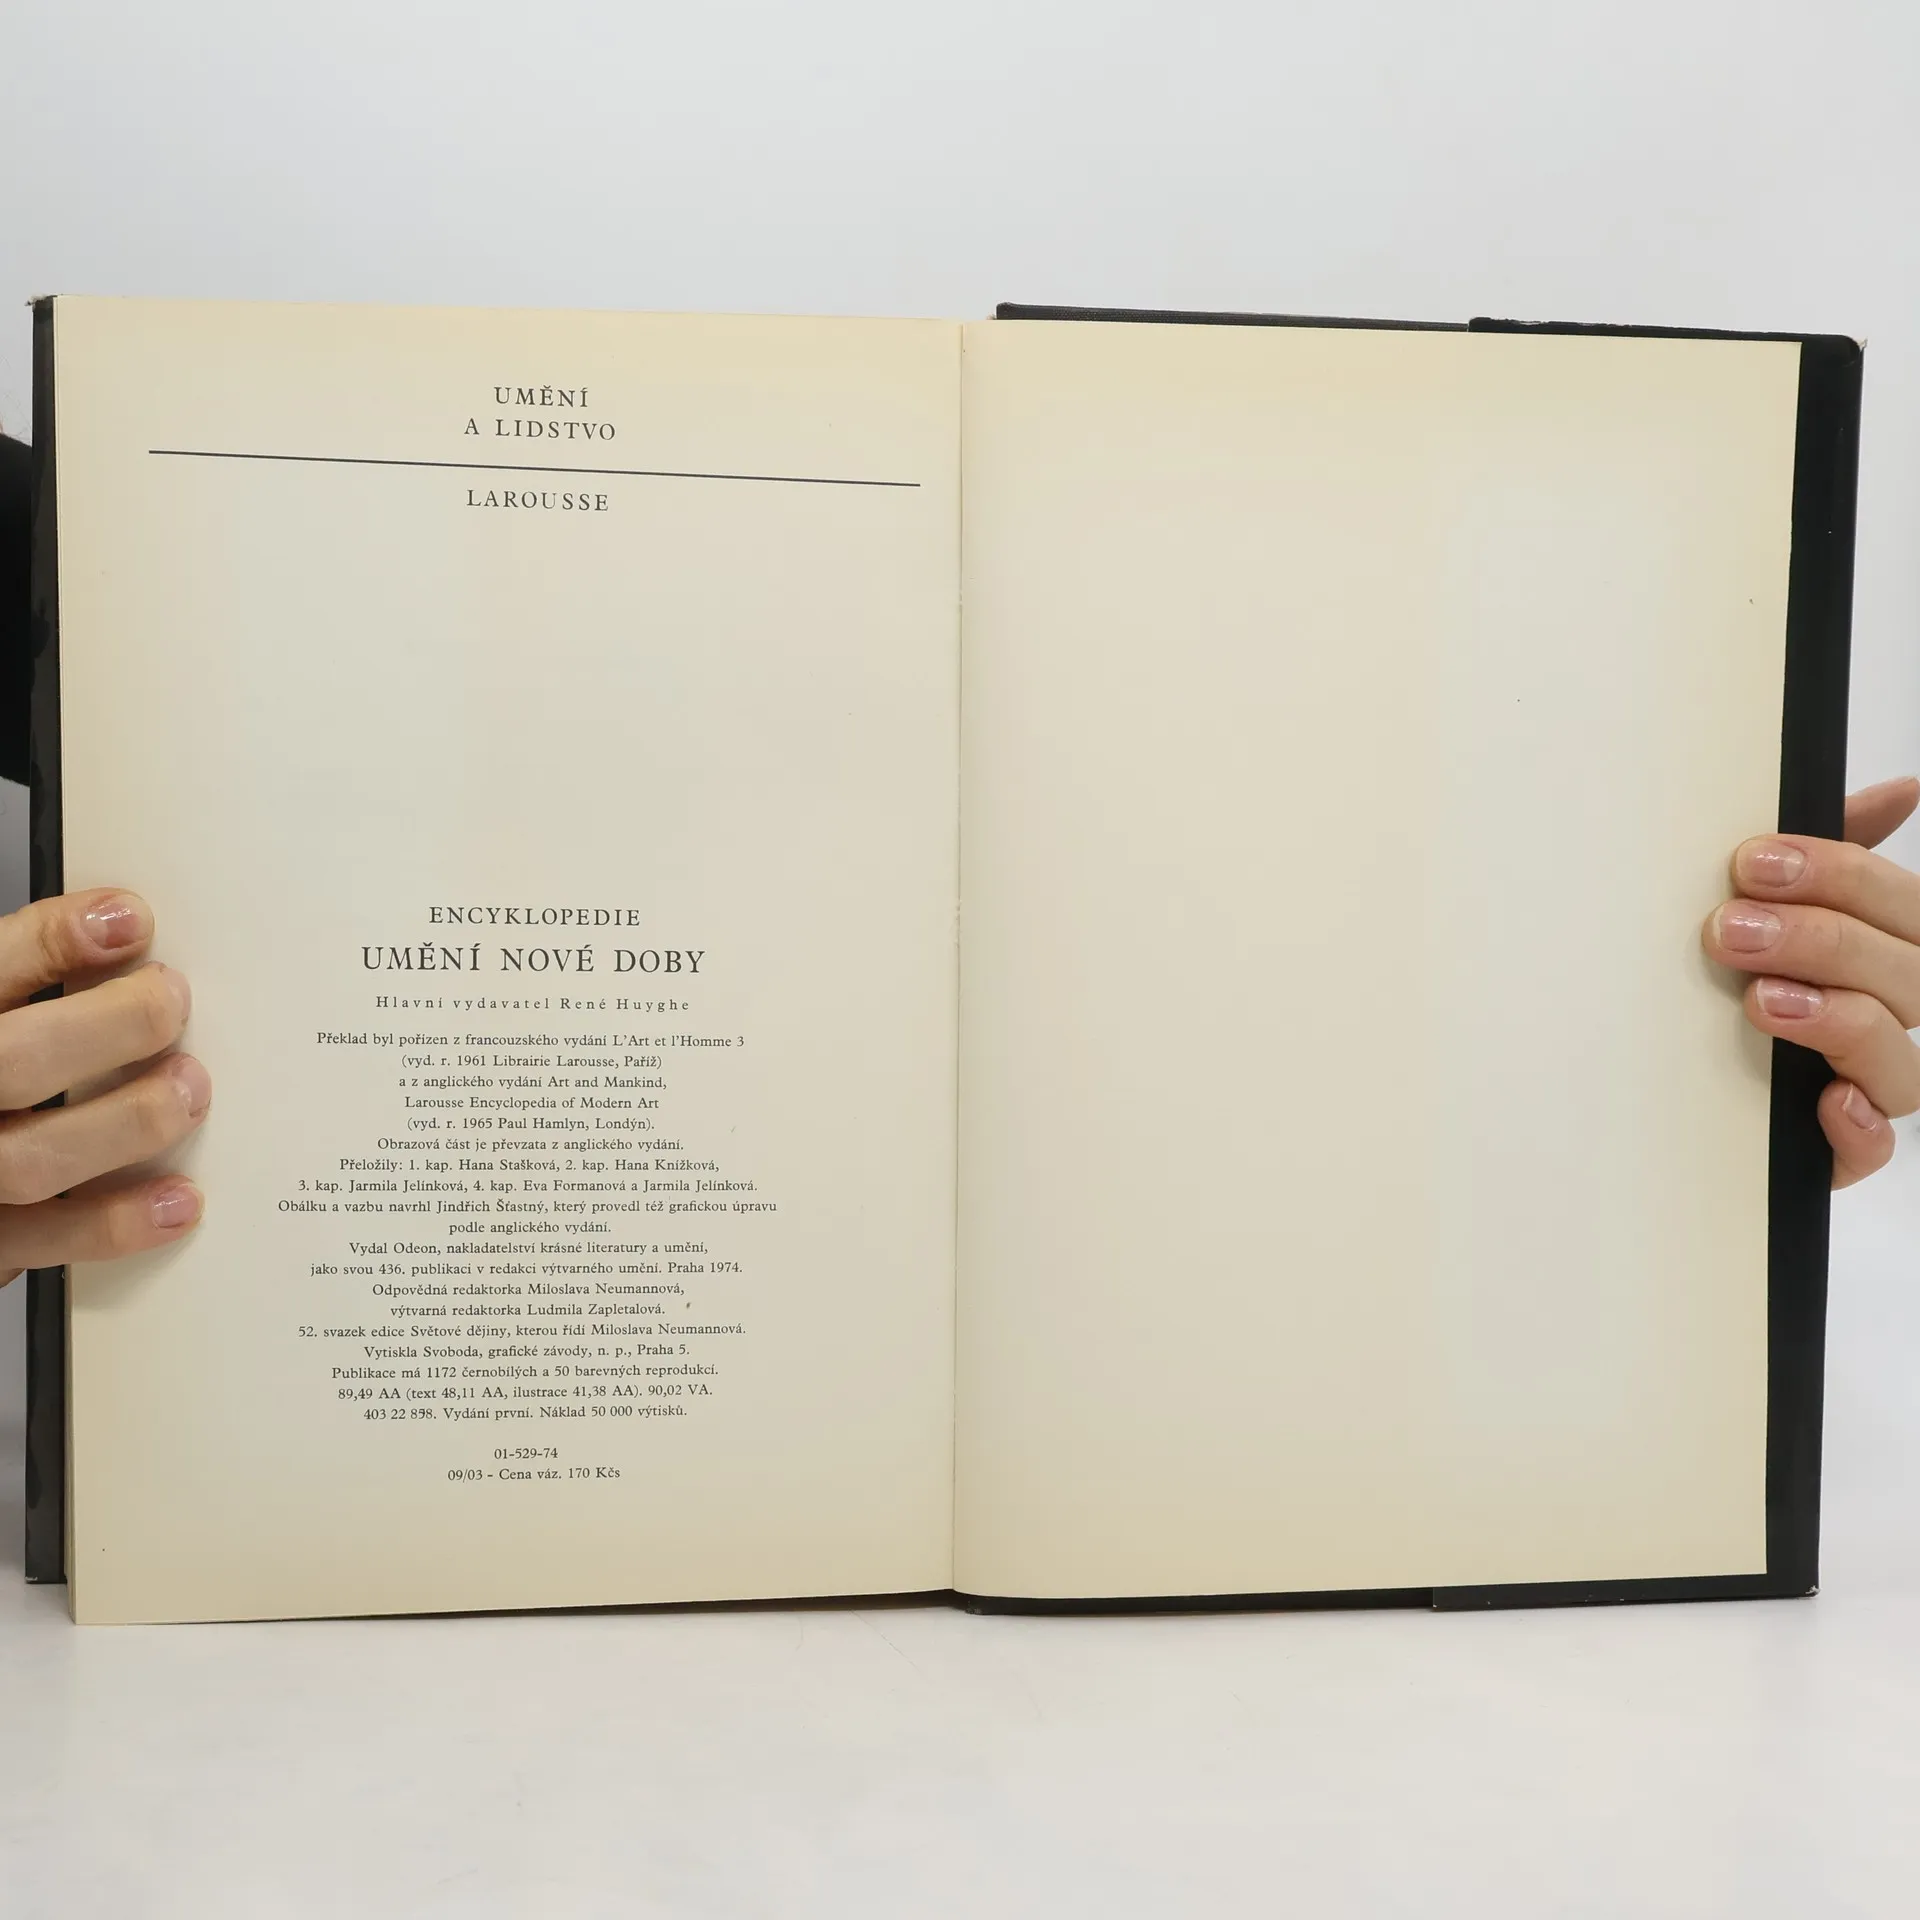 UMĚNÍ
A LIDSTVO
LAROUSSE
ENCYKLOPEDIE
UMĚNÍ NOVÉ DOBY
Hlavní vydavatel René Huyghe
Překlad byl pořízen z francouzského vydání L'Art et l'Homme 3
(vyd. r. 1961 Librairie Larousse, Paříž)
a z anglického vydání Art and Mankind,
Larousse Encyclopedia of Modern Art
(vyd. r. 1965 Paul Hamlyn, Londýn).
Obrazová část je převzata z anglického vydání.
Přeložily: 1. kap. Hana Stašková, 2. kap. Hana Knížková,
3. kap. Jarmila Jelínková, 4. kap. Eva Formanová a Jarmila Jelínková.
Obálku a vazbu navrhl Jindřich Šťastný, který provedl též grafickou úpravu
podle anglického vydání.
Vydal Odeon, nakladatelství krásné literatury a umění,
jako svou 436. publikaci v redakci výtvarného umění. Praha 1974.
Odpovědná redaktorka Miloslava Neumannová,
výtvarná redaktorka Ludmila Zapletalová.
52. svazek edice Světové dějiny, kterou řídí Miloslava Neumannová.
Vytiskla Svoboda, grafické závody, n. p., Praha 5.
Publikace má 1172 černobílých a 50 barevných reprodukcí.
89,49 AA (text 48,11 AA, ilustrace 41,38 AA). 90,02 VA.
403 22 858. Vydání první. Náklad 50 000 výtisků.
01-529-74
09/03 - Cena váz. 170 Kčs